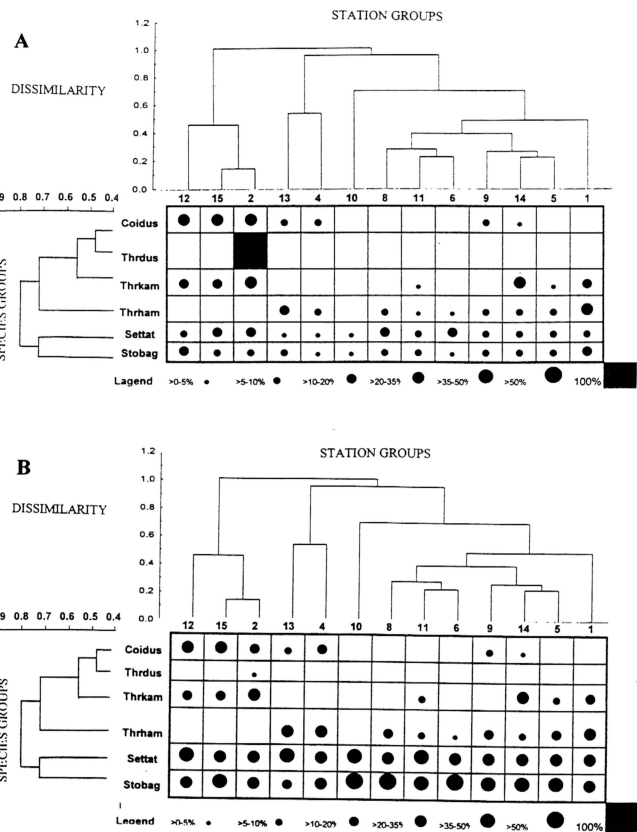 STATION GROUPS
A
1.2
1.0
DISSIMILARITY
0.8
0.6
0.4
0.2
0.0
9 0.8 0.7 0.6 0.5 0.4
12 15 2 13 4 10 8 11 6 9 14 5 1
SPECIES GROUPS
Coidus
Thrdus
Thrkam
Thrham
Settat
Stobag
Lagend >0-5% >5-10% >10-20% >20-35% >35-50% >50% 100%
STATION GROUPS
B
1.2
1.0
DISSIMILARITY
0.8
0.6
0.4
0.2
0.0
9 0.8 0.7 0.6 0.5 0.4
12 15 2 13 4 10 8 11 6 9 14 5 1
SPECIES GROUPS
Coidus
Thrdus
Thrkam
Thrham
Settat
Stobag
Legend >0-5% >5-10% >10-20% >20-35% >35-50% >50% 100%